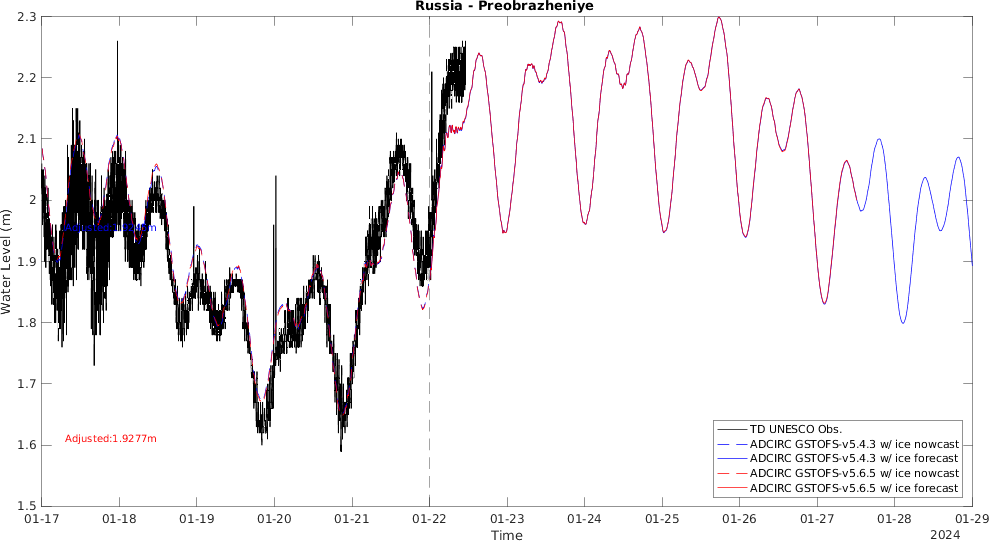 Russia - Preobrazheniye
2.3
2.2
2.1
2
1.9
1.8
1.7
1.6
1.5
Water Level (m)
Adjusted:1.9277m
TD UNESCO Obs.
ADCIRC GSTOFS-v5.4.3 w/ ice nowcast
ADCIRC GSTOFS-v5.4.3 w/ ice forecast
ADCIRC GSTOFS-v5.6.5 w/ ice nowcast
ADCIRC GSTOFS-v5.6.5 w/ ice forecast
01-17 01-18 01-19 01-20 01-21 01-22 01-23 01-24 01-25 01-26 01-27 01-28 01-29
Time
2024